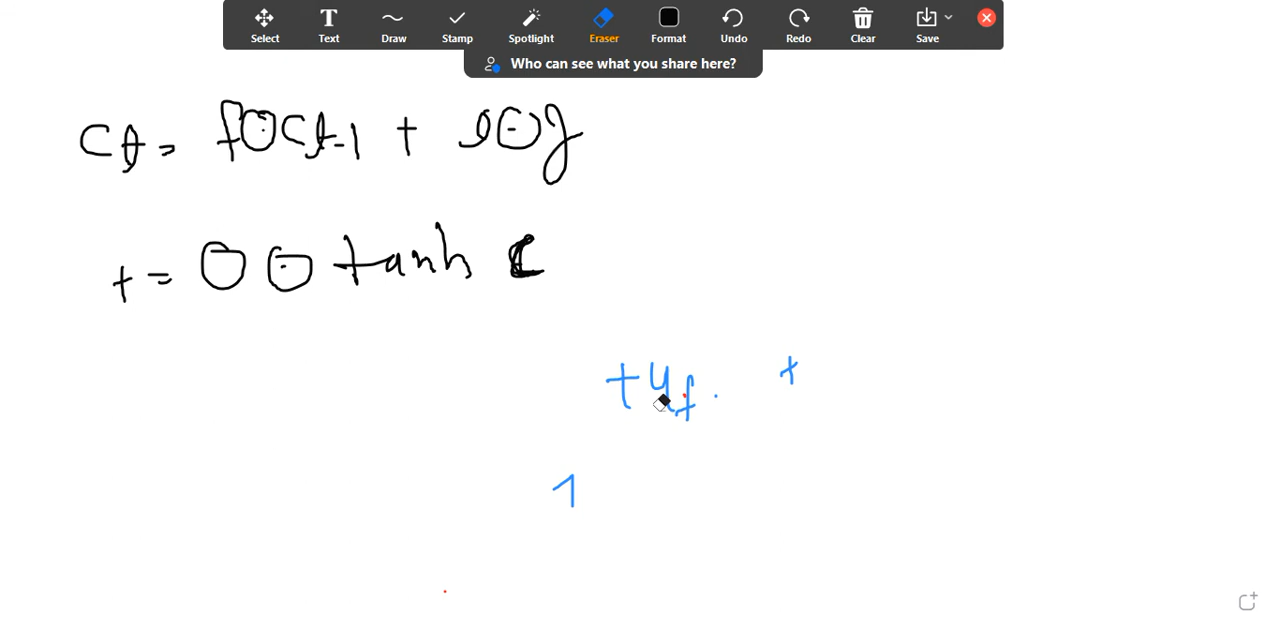 Select Text Draw Stamp Spotlight Eraser Format Undo Redo Clear Save
Who can see what you share here?
Ct = f⊙Ct-1 + i⊙g
t = O ⊙ tanh C
+
1